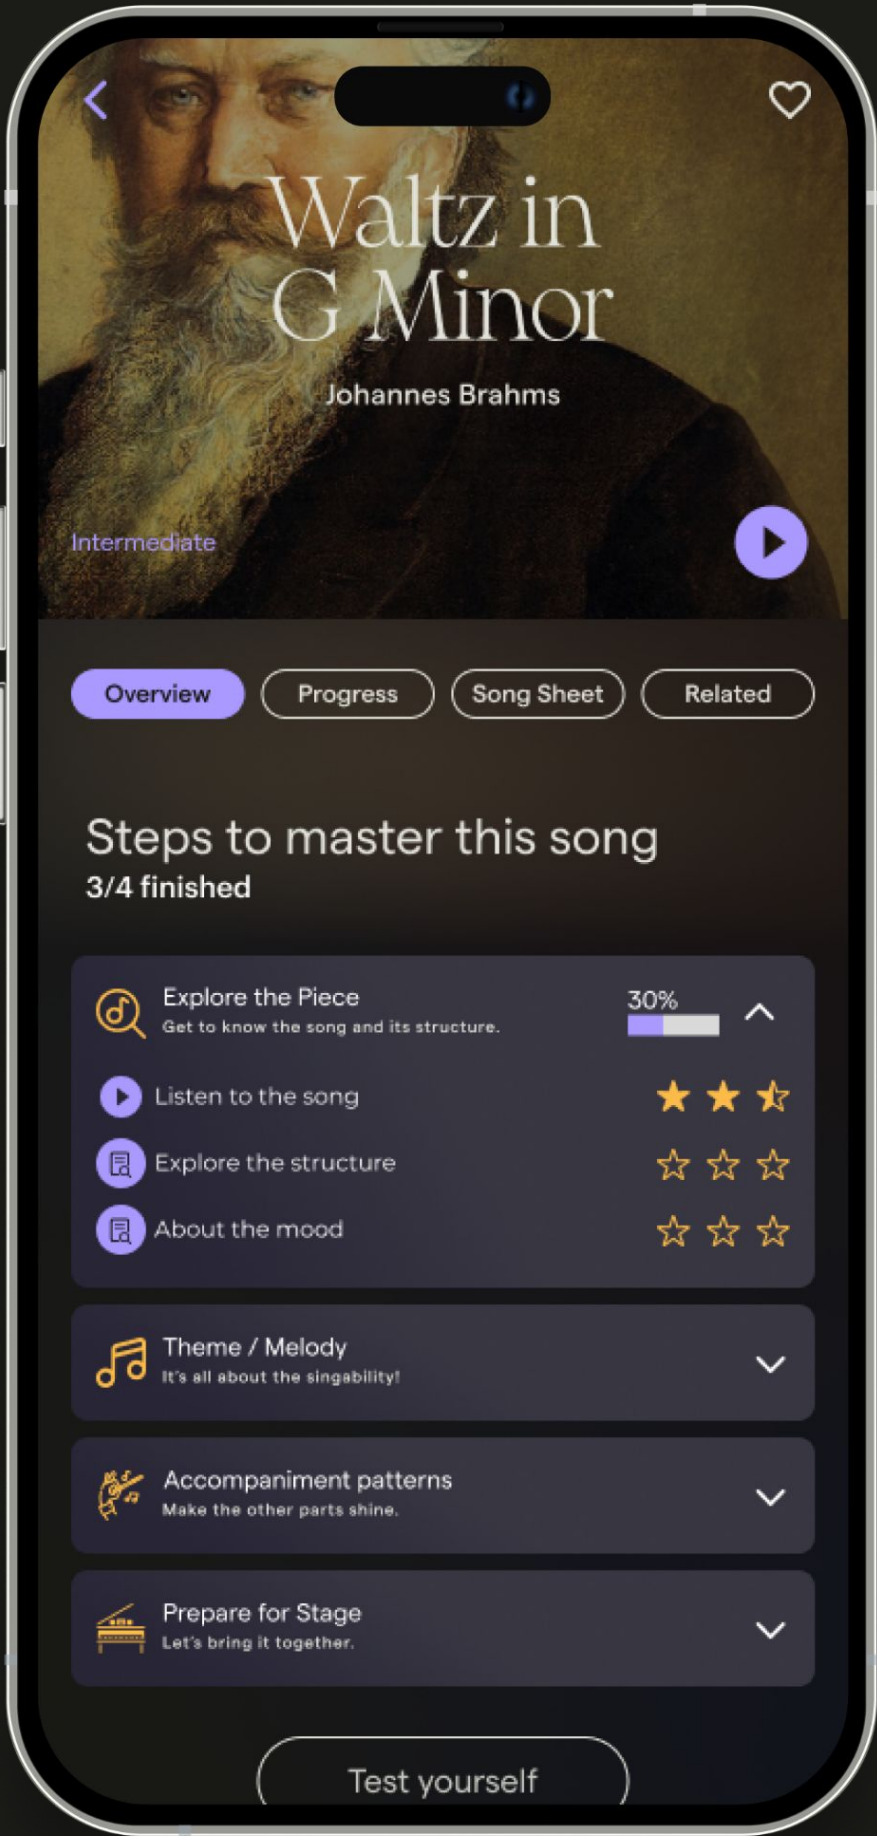 Waltz in
G Minor
Johannes Brahms
Intermediate
Overview
Progress
Song Sheet
Related
Steps to master this song
3/4 finished
Explore the Piece
Get to know the song and its structure.
30%
Listen to the song
Explore the structure
About the mood
Theme / Melody
It's all about the singability!
Accompaniment patterns
Make the other parts shine.
Prepare for Stage
Let's bring it together.
Test yourself